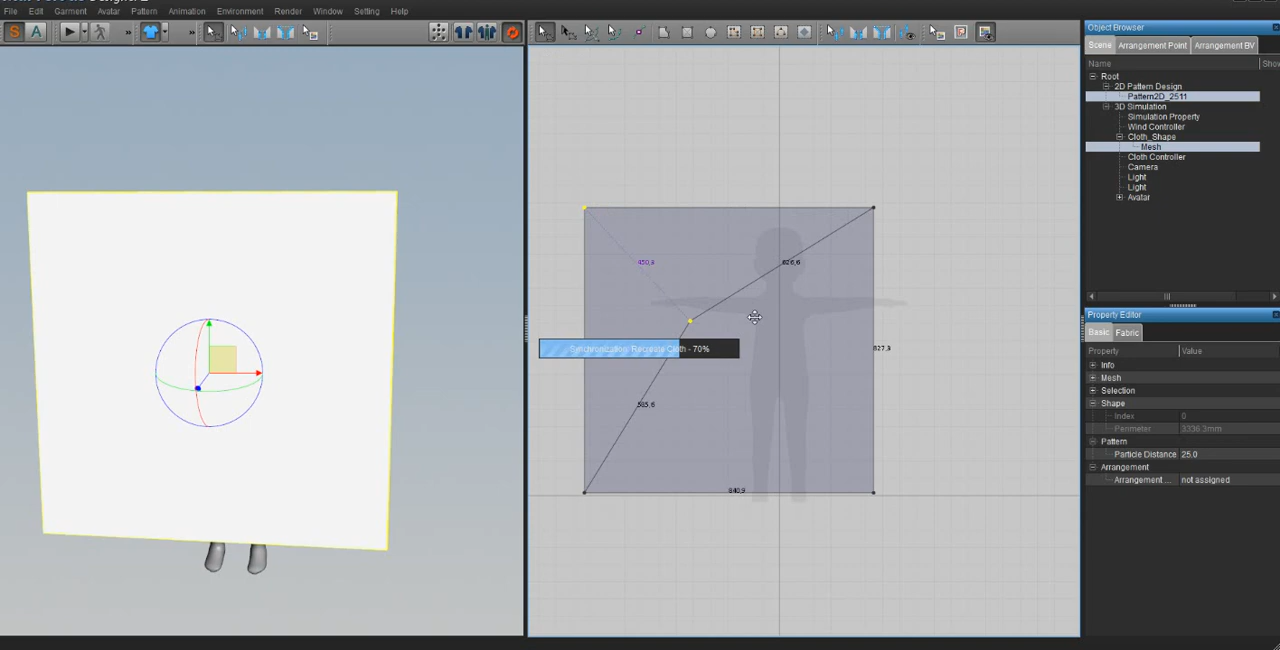 File Edit Garment Avatar Pattern Animation Environment Render Window Setting Help
S A
Synchronization: Recreate Cloth - 70%
450,3
626,6
627,3
585,6
840,9
Object Browser
Scene Arrangement Point Arrangement BV
Name Show
Root
2D Pattern Design
Pattern2D_2511
3D Simulation
Simulation Property
Wind Controller
Cloth_Shape
Mesh
Cloth Controller
Camera
Light
Light
Avatar
Property Editor
Basic Fabric
Property Value
Info
Mesh
Selection
Shape
Index 0
Perimeter 3336.3mm
Pattern
Particle Distance 25.0
Arrangement
Arrangement ... not assigned